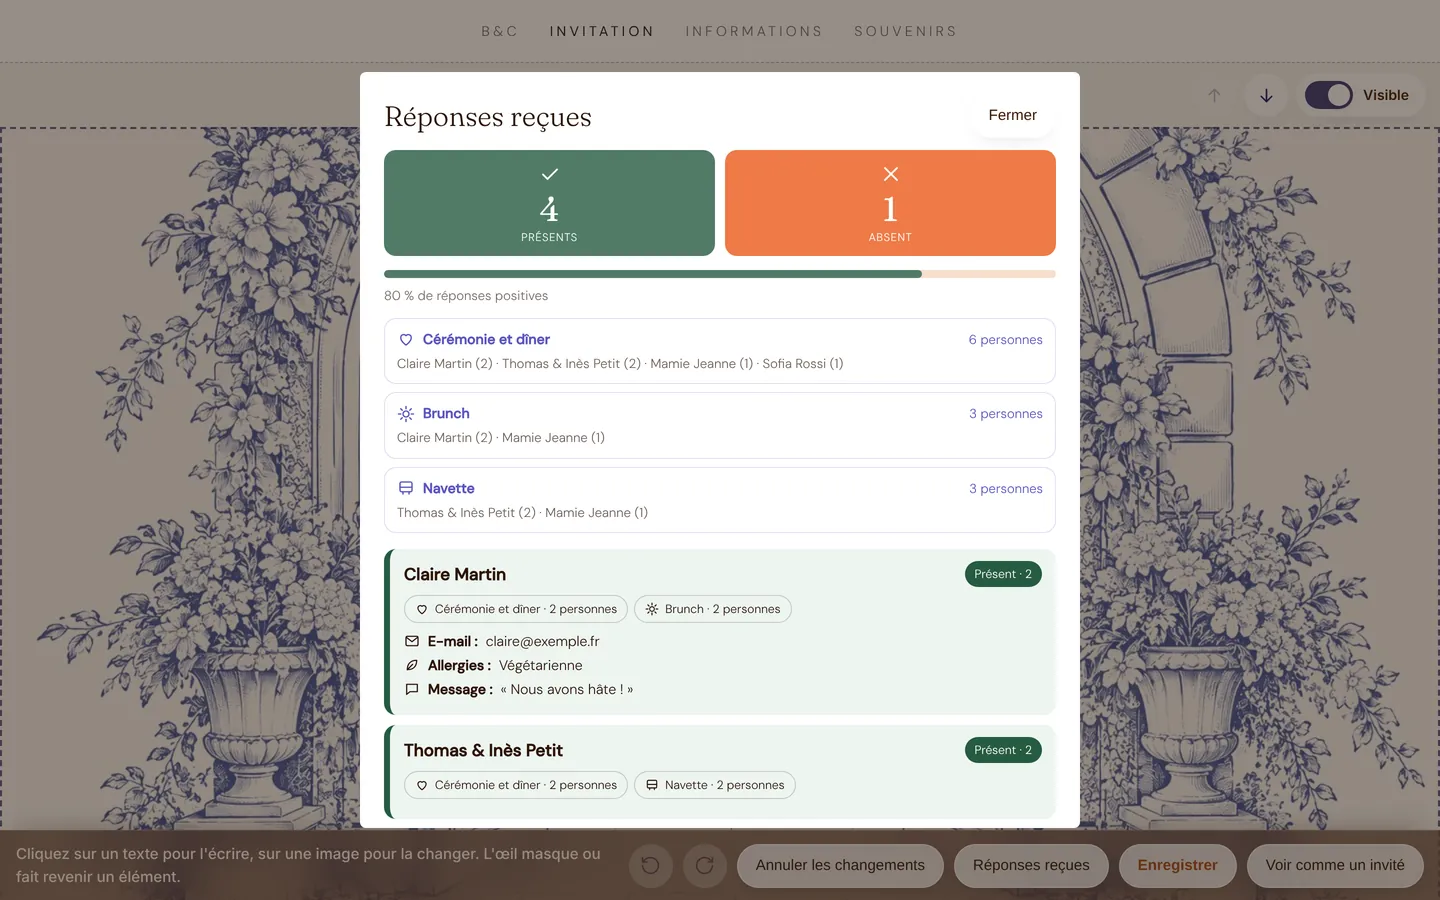 B&C INVITATION INFORMATIONS SOUVENIRS
Visible
Réponses reçues
Fermer
4
PRÉSENTS
1
ABSENT
80 % de réponses positives
Cérémonie et dîner
6 personnes
Claire Martin (2) · Thomas & Inès Petit (2) · Mamie Jeanne (1) · Sofia Rossi (1)
Brunch
3 personnes
Claire Martin (2) · Mamie Jeanne (1)
Navette
3 personnes
Thomas & Inès Petit (2) · Mamie Jeanne (1)
Claire Martin
Présent · 2
Cérémonie et dîner · 2 personnes
Brunch · 2 personnes
E-mail : claire@exemple.fr
Allergies : Végétarienne
Message : « Nous avons hâte ! »
Thomas & Inès Petit
Présent · 2
Cérémonie et dîner · 2 personnes
Navette · 2 personnes
Cliquez sur un texte pour l'écrire, sur une image pour la changer. L'œil masque ou
fait revenir un élément.
Annuler les changements
Réponses reçues
Enregistrer
Voir comme un invité